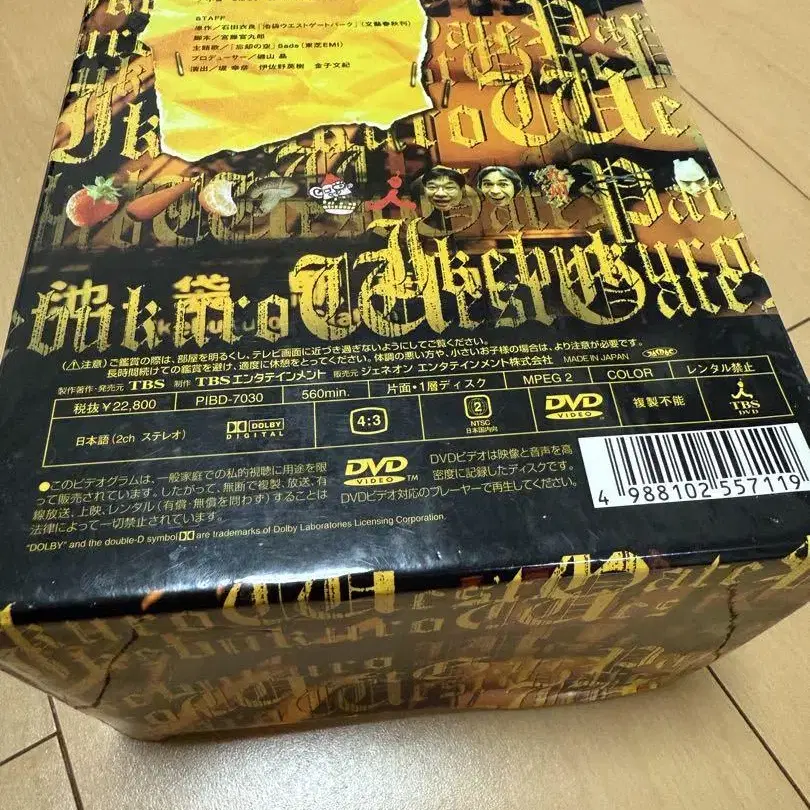 STAFF
原作／石田衣良「池袋ウエストゲートパーク」(文藝春秋刊)
脚本／宮藤官九郎
主題歌／「忘却の空」Sads (東芝EMI)
プロデューサー／磯山 晶
演出／堤 幸彦 伊佐野英樹 金子文紀
Ikebukuro
池袋
bukuro West Gate
(⚠注意) ご鑑賞の際は、部屋を明るくし、テレビ画面に近づき過ぎないようにしてご覧ください。
長時間続けての鑑賞を避け、適度に休憩をとってください。体調の悪い方や、小さいお子様の場合は、より注意が必要です。
製作著作・発売元 TBS 制作 TBSエンタテインメント 販売元 ジェネオン エンタテインメント株式会社 MADE IN JAPAN
税抜¥22,800 PIBD-7030 560min. 片面・1層ディスク MPEG 2 COLOR レンタル禁止
日本語 (2ch ステレオ) DOLBY DIGITAL 4:3 2 NTSC 日本国内向 DVD VIDEO 複製不能 TBS DVD
●このビデオグラムは、一般家庭での私的視聴に用途を限
って販売されています。したがって、無断で複製、放送、有
線放送、上映、レンタル(有償・無償を問わず)することは
法律によって一切禁止されています。
DVD VIDEO TM
DVDビデオは映像と音声を高
密度に記録したディスクです。
DVDビデオ対応のプレーヤーで再生してください。
"DOLBY" and the double-D symbol are trademarks of Dolby Laboratories Licensing Corporation.
4 988102 557119